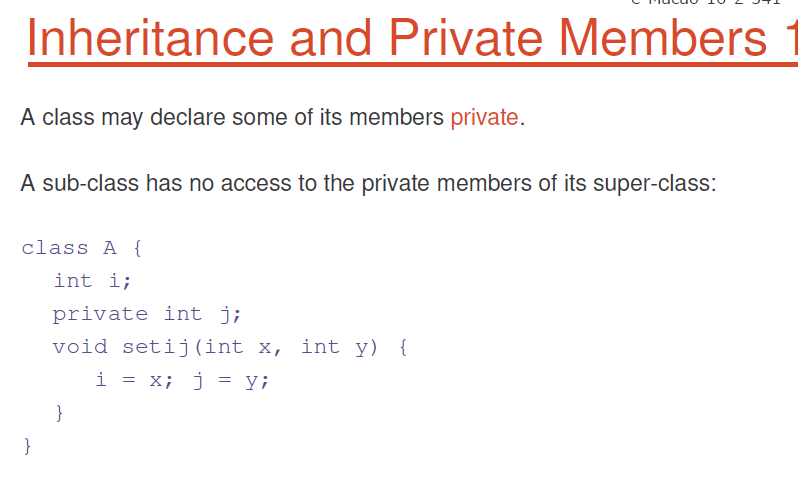 Inheritance and Private Members 1
A class may declare some of its members private.
A sub-class has no access to the private members of its super-class:
class A {
int i;
private int j;
void setij(int x, int y) {
i = x; j = y;
}
}